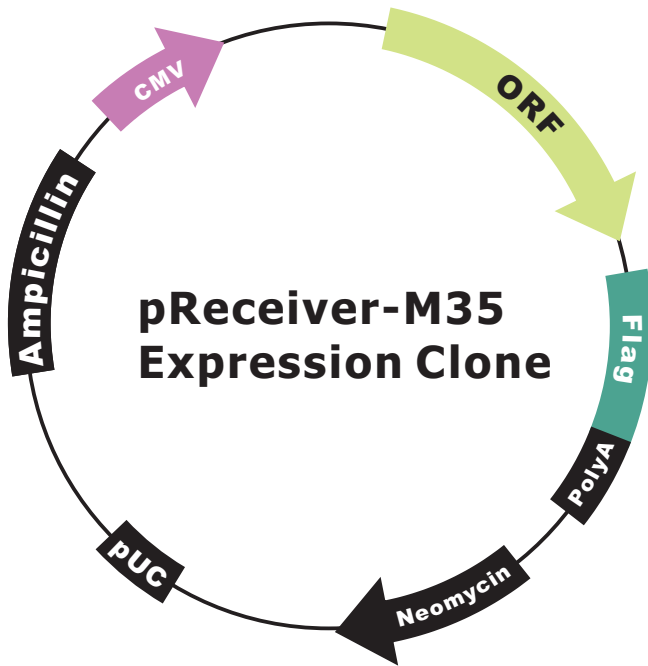 CMV
ORF
Ampicillin
pReceiver-M35
Expression Clone
Flag
PolyA
Neomycin
pUC